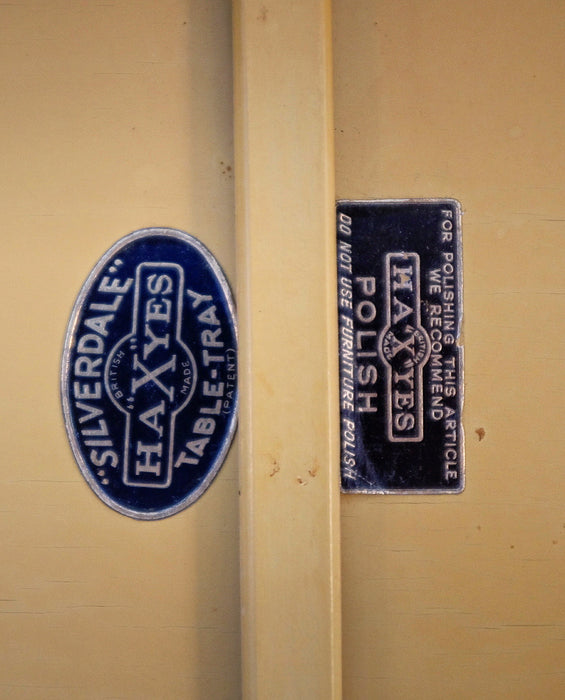 "SILVERDALE"
BRITISH
"HAXYES"
MADE
TABLE-TRAY
(PATENT)
FOR POLISHING THIS ARTICLE
WE RECOMMEND
BRITISH
"HAXYES"
MADE
POLISH
DO NOT USE FURNITURE POLISH